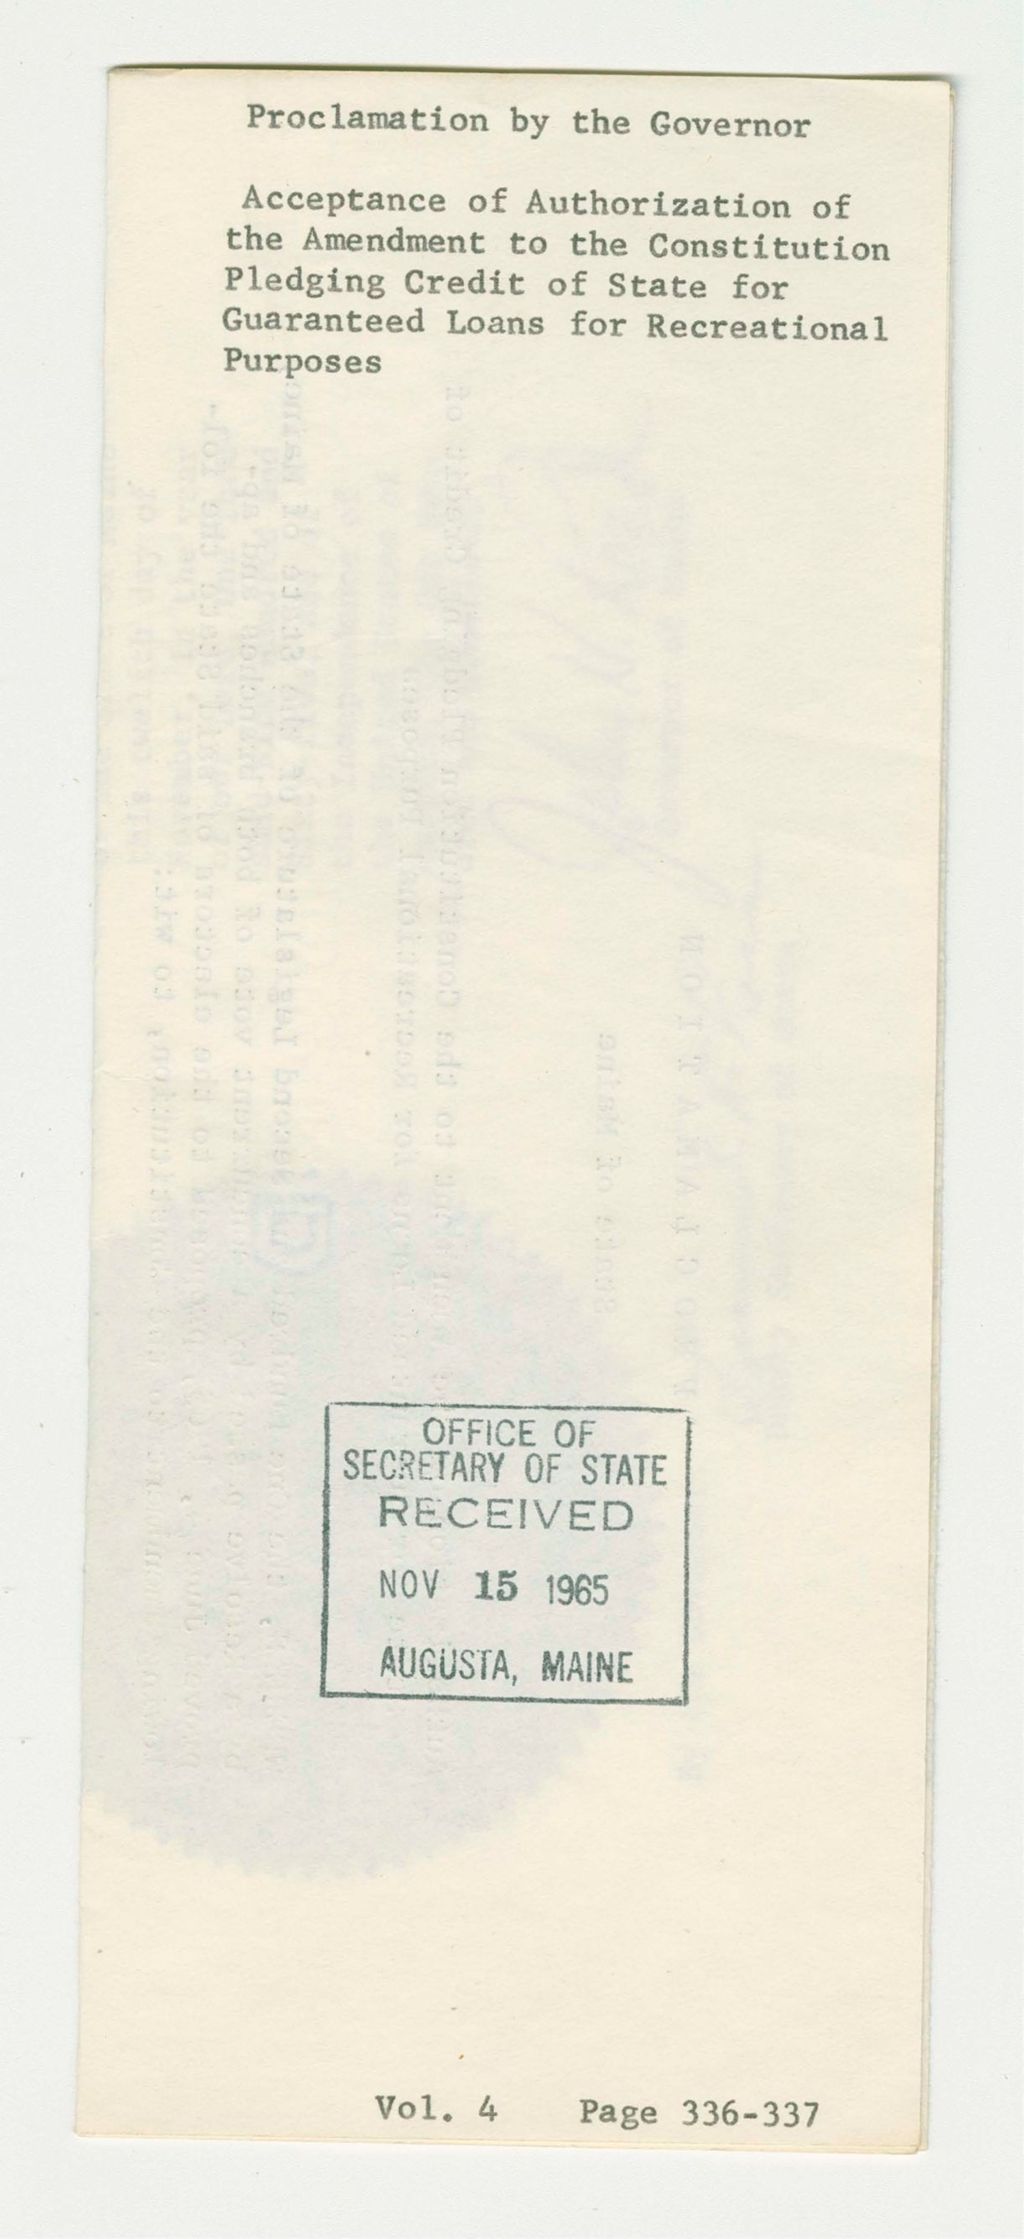 Proclamation by the Governor
Acceptance of Authorization of
the Amendment to the Constitution
Pledging Credit of State for
Guaranteed Loans for Recreational
Purposes
OFFICE OF
SECRETARY OF STATE
RECEIVED
NOV 15 1965
AUGUSTA, MAINE
Vol. 4 Page 336-337